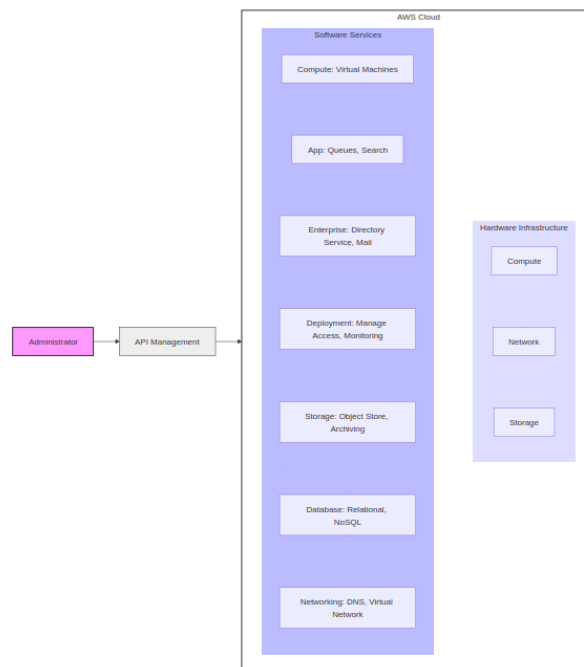 AWS Cloud
Software Services
Compute: Virtual Machines
App: Queues, Search
Enterprise: Directory
Service, Mail
Deployment: Manage
Access, Monitoring
Storage: Object Store,
Archiving
Database: Relational,
NoSQL
Networking: DNS, Virtual
Network
Hardware Infrastructure
Compute
Network
Storage
Administrator
API Management